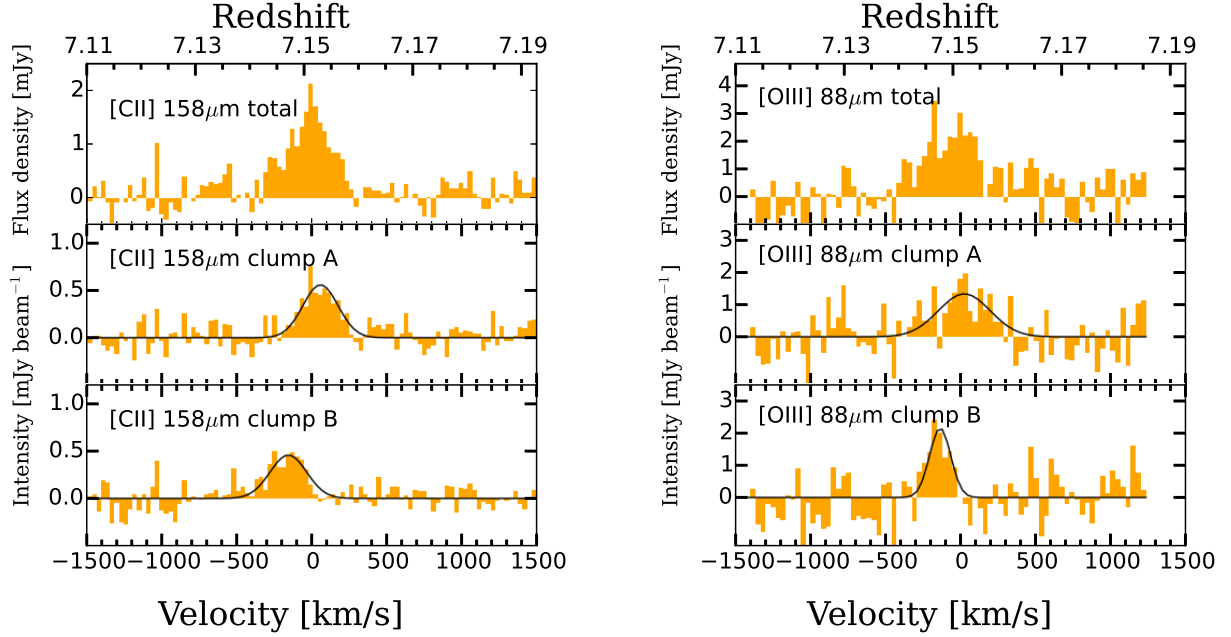 Redshift
7.11 7.13 7.15 7.17 7.19
Flux density [mJy]
2
1
0
[CII] 158μm total
Intensity [mJy beam⁻¹]
1.0
0.5
0.0
[CII] 158μm clump A
1.0
0.5
0.0
[CII] 158μm clump B
−1500 −1000 −500 0 500 1000 1500
Velocity [km/s]
Redshift
7.11 7.13 7.15 7.17 7.19
Flux density [mJy]
4
3
2
1
0
[OIII] 88μm total
Intensity [mJy beam⁻¹]
3
2
1
0
[OIII] 88μm clump A
3
2
1
0
[OIII] 88μm clump B
−1500 −1000 −500 0 500 1000 1500
Velocity [km/s]